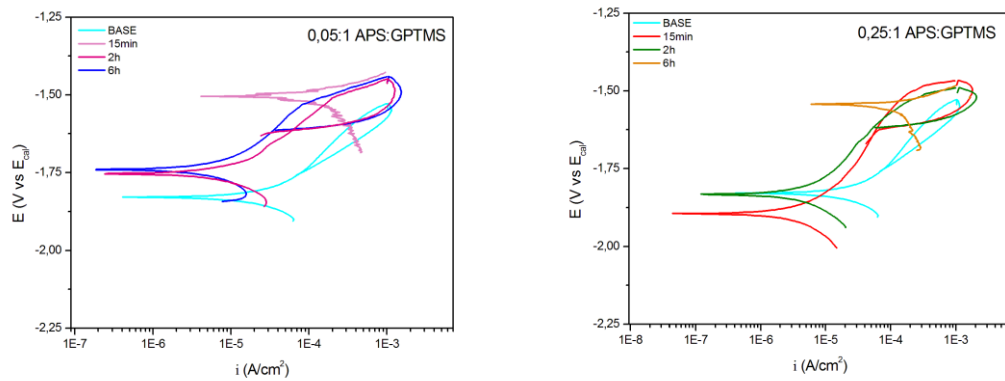 -1,25
BASE
15min
2h
6h
0,05:1 APS:GPTMS
-1,50
-1,75
-2,00
-2,25
E (V vs Ecal)
1E-7
1E-6
1E-5
1E-4
1E-3
i (A/cm²)
-1,25
BASE
15min
2h
6h
0,25:1 APS:GPTMS
-1,50
-1,75
-2,00
-2,25
E (V vs Ecal)
1E-8
1E-7
1E-6
1E-5
1E-4
1E-3
i (A/cm²)